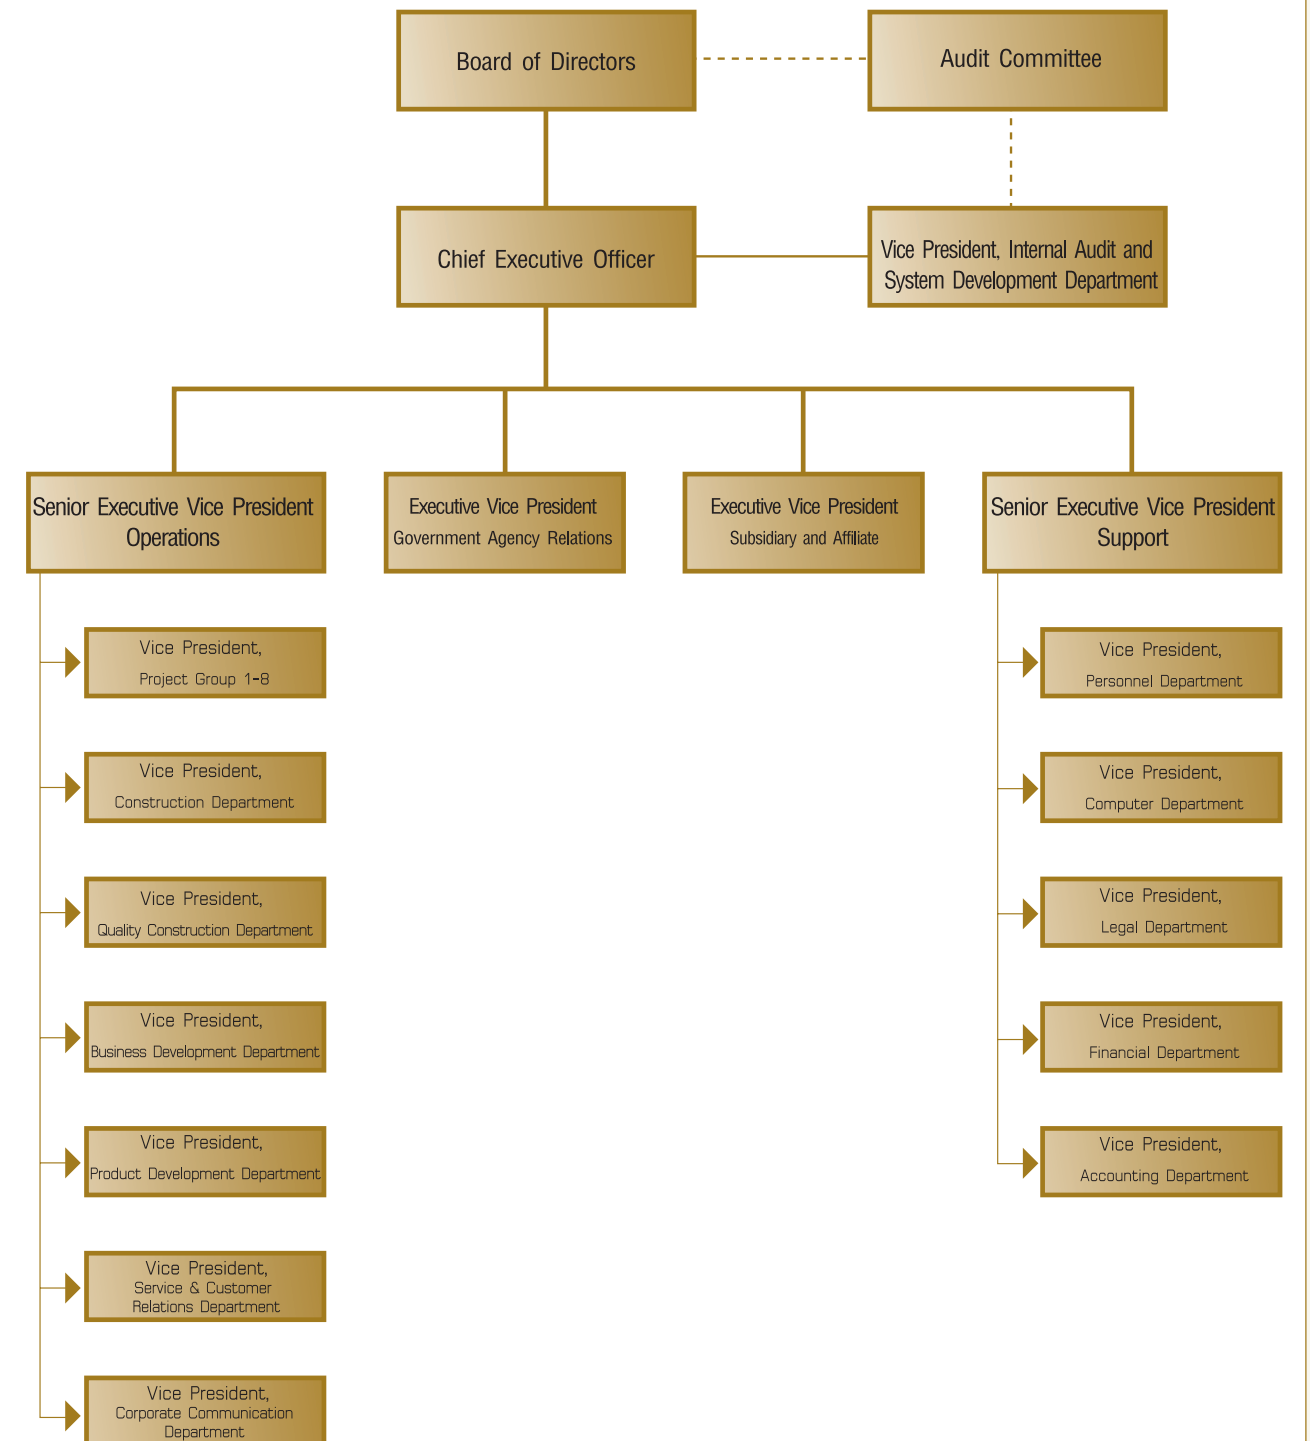 Board of Directors
Audit Committee
Chief Executive Officer
Vice President, Internal Audit and
System Development Department
Senior Executive Vice President
Operations
Executive Vice President
Government Agency Relations
Executive Vice President
Subsidiary and Affiliate
Senior Executive Vice President
Support
Vice President,
Project Group 1-8
Vice President,
Construction Department
Vice President,
Quality Construction Department
Vice President,
Business Development Department
Vice President,
Product Development Department
Vice President,
Service & Customer
Relations Department
Vice President,
Corporate Communication
Department
Vice President,
Personnel Department
Vice President,
Computer Department
Vice President,
Legal Department
Vice President,
Financial Department
Vice President,
Accounting Department